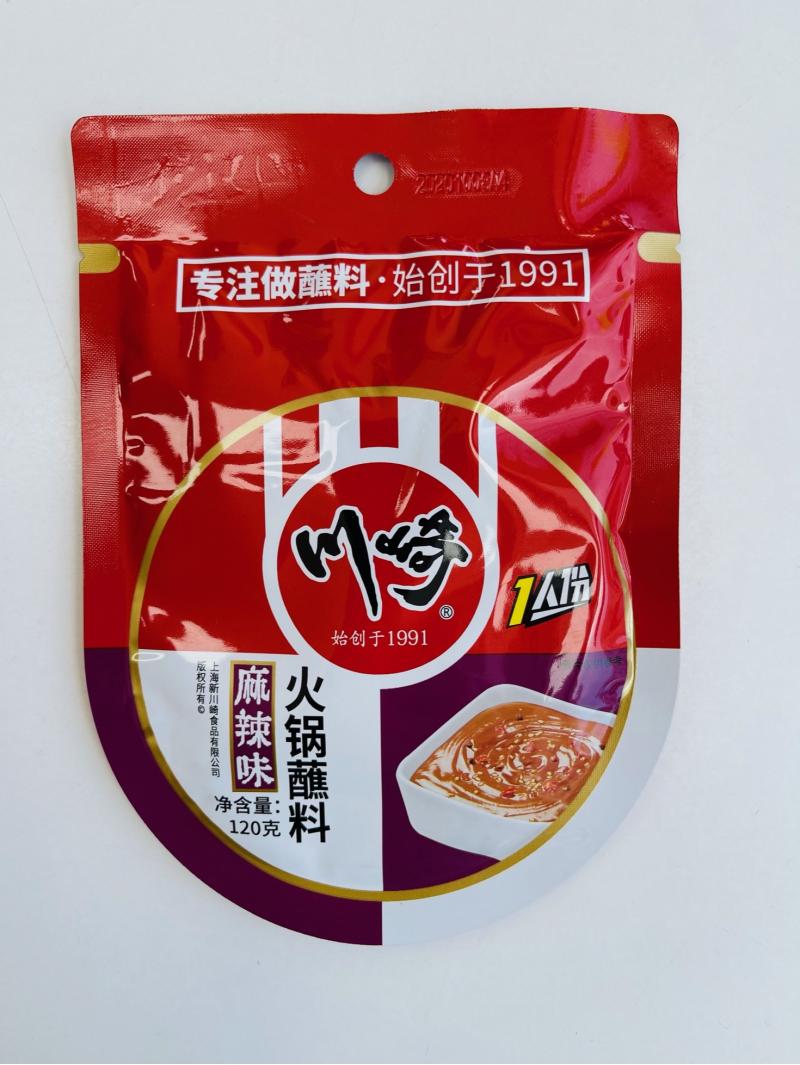 专注做蘸料·始创于1991
川崎®
始创于1991
1人份
火锅蘸料
麻辣味
净含量:
120克
上海新川崎食品有限公司
版权所有©